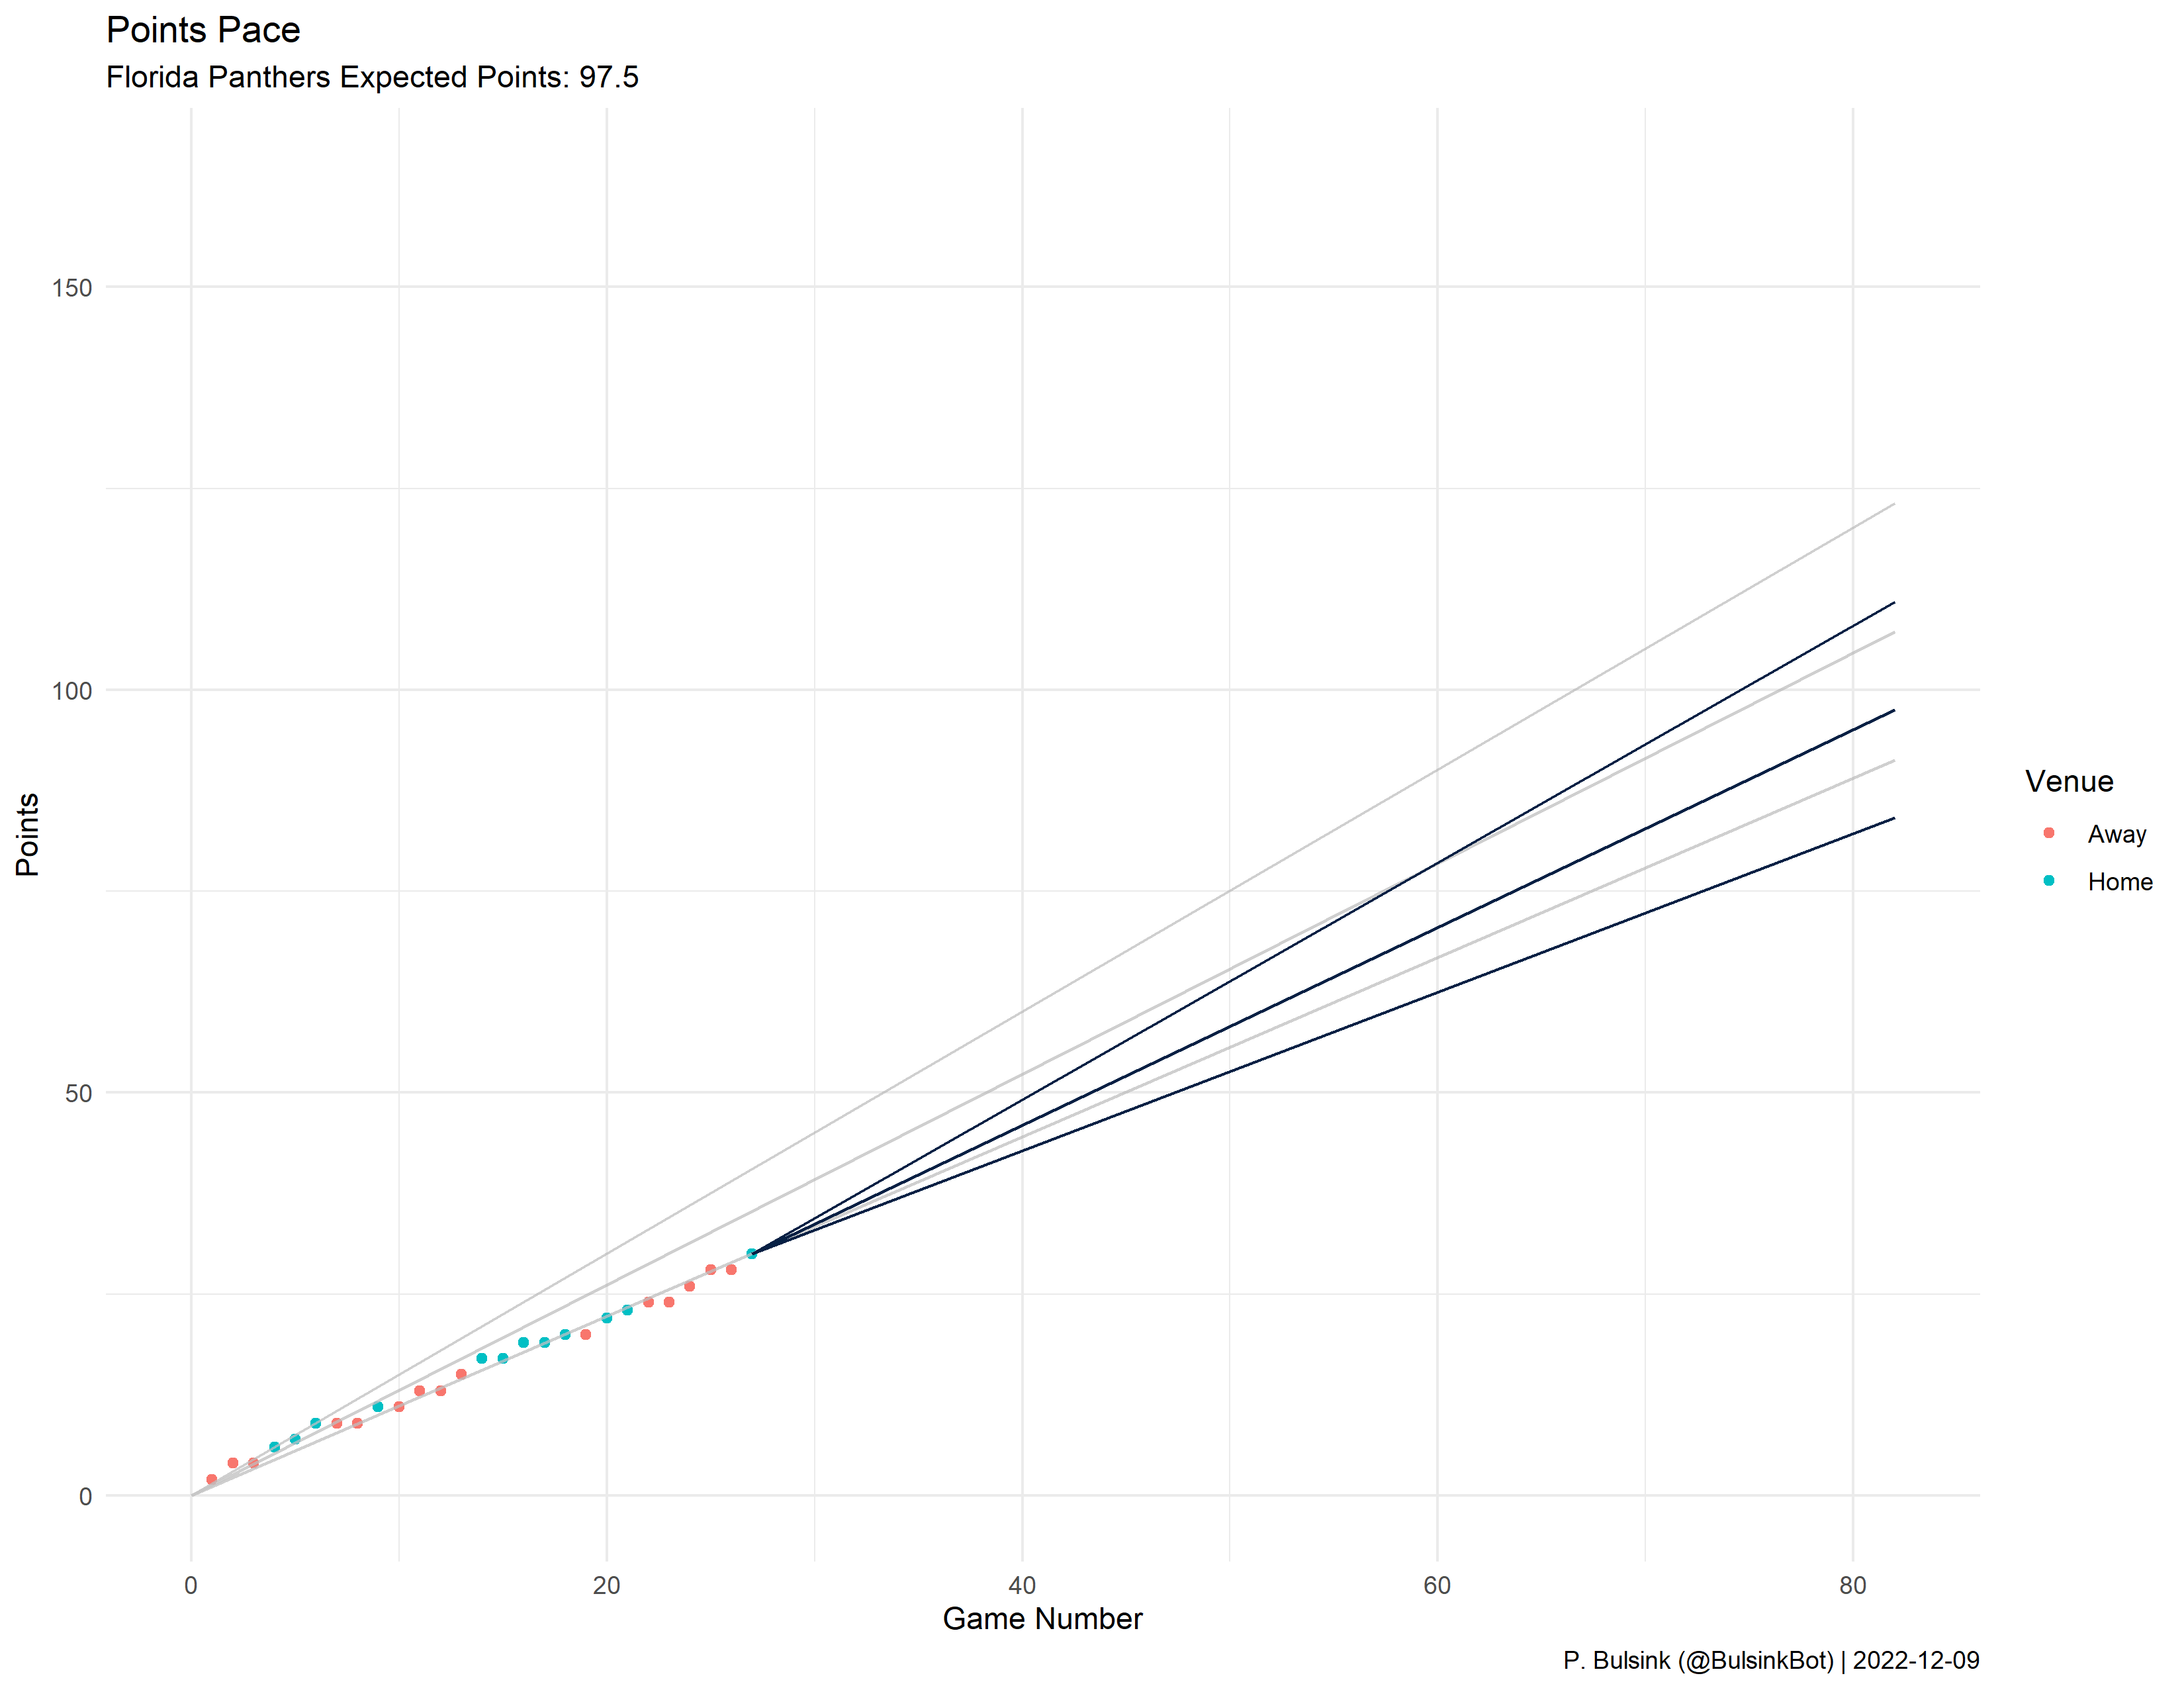 Points Pace
Florida Panthers Expected Points: 97.5
150
100
50
0
Points
0 20 40 60 80
Game Number
Venue
Away
Home
P. Bulsink (@BulsinkBot) | 2022-12-09